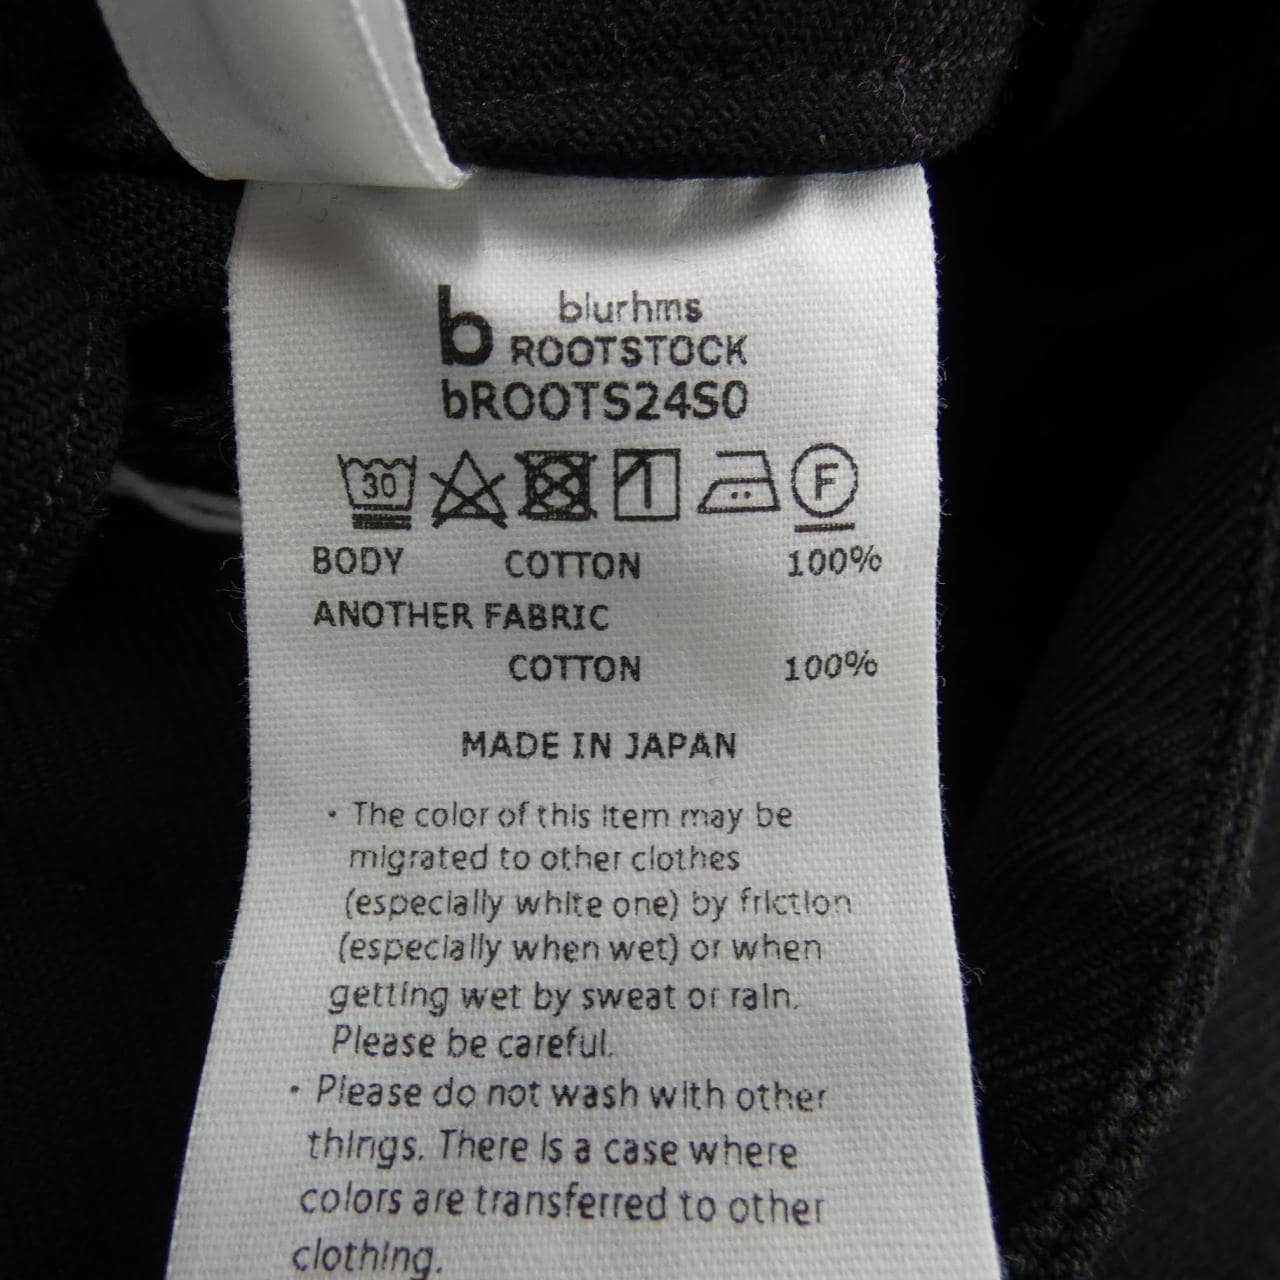 b blurhms
ROOTSTOCK
bROOTS24S0
30 F
BODY COTTON 100%
ANOTHER FABRIC
COTTON 100%
MADE IN JAPAN
・The color of this item may be
migrated to other clothes
(especially white one) by friction
(especially when wet) or when
getting wet by sweat or rain.
Please be careful.
・Please do not wash with other
things. There is a case where
colors are transferred to other
clothing.